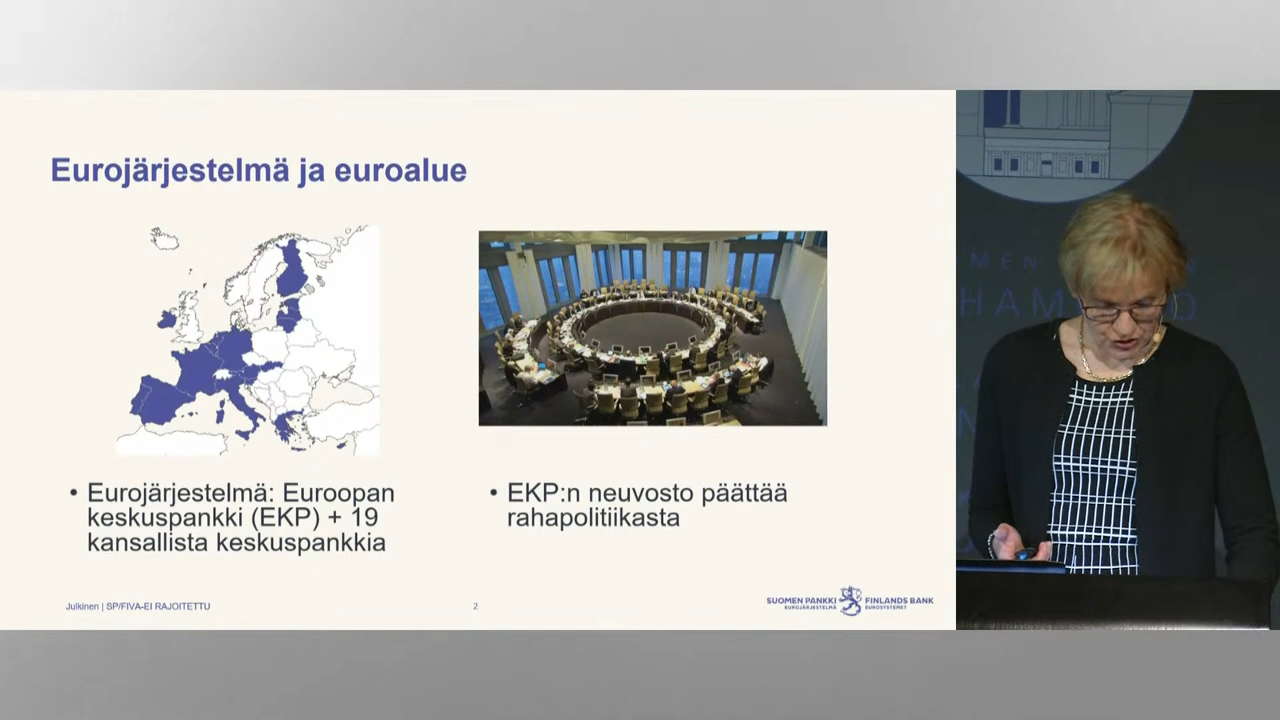 Eurojärjestelmä ja euroalue
• Eurojärjestelmä: Euroopan
keskuspankki (EKP) + 19
kansallista keskuspankkia
• EKP:n neuvosto päättää
rahapolitiikasta
Julkinen | SP/FIVA-EI RAJOITETTU
2
SUOMEN PANKKI
EUROJÄRJESTELMÄ
FINLANDS BANK
EUROSYSTEMET